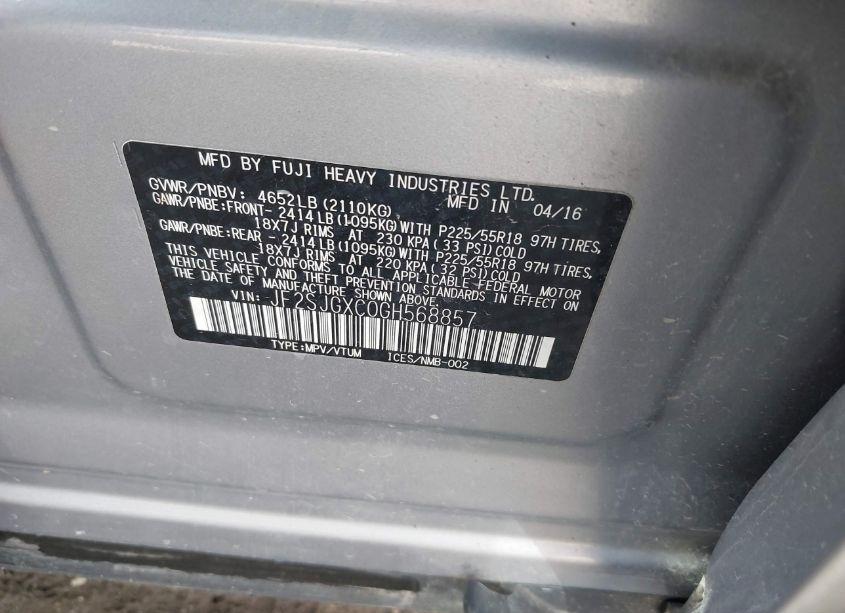 MFD BY FUJI HEAVY INDUSTRIES LTD.
MFD IN 04/16
GVWR/PNBV: 4652LB (2110KG)
GAWR/PNBE:FRONT- 2414LB (1095KG)WITH P225/55R18 97H TIRES,
18X7J RIMS AT 230 KPA (33 PSI)COLD
GAWR/PNBE:REAR - 2414LB (1095KG)WITH P225/55R18 97H TIRES,
18X7J RIMS AT 220 KPA (32 PSI)COLD
THIS VEHICLE CONFORMS TO ALL APPLICABLE FEDERAL MOTOR
VEHICLE SAFETY AND THEFT PREVENTION STANDARDS IN EFFECT ON
THE DATE OF MANUFACTURE SHOWN ABOVE.
VIN: JF2SJGXC0GH568857
TYPE:MPV/VTUM ICES/NMB-002